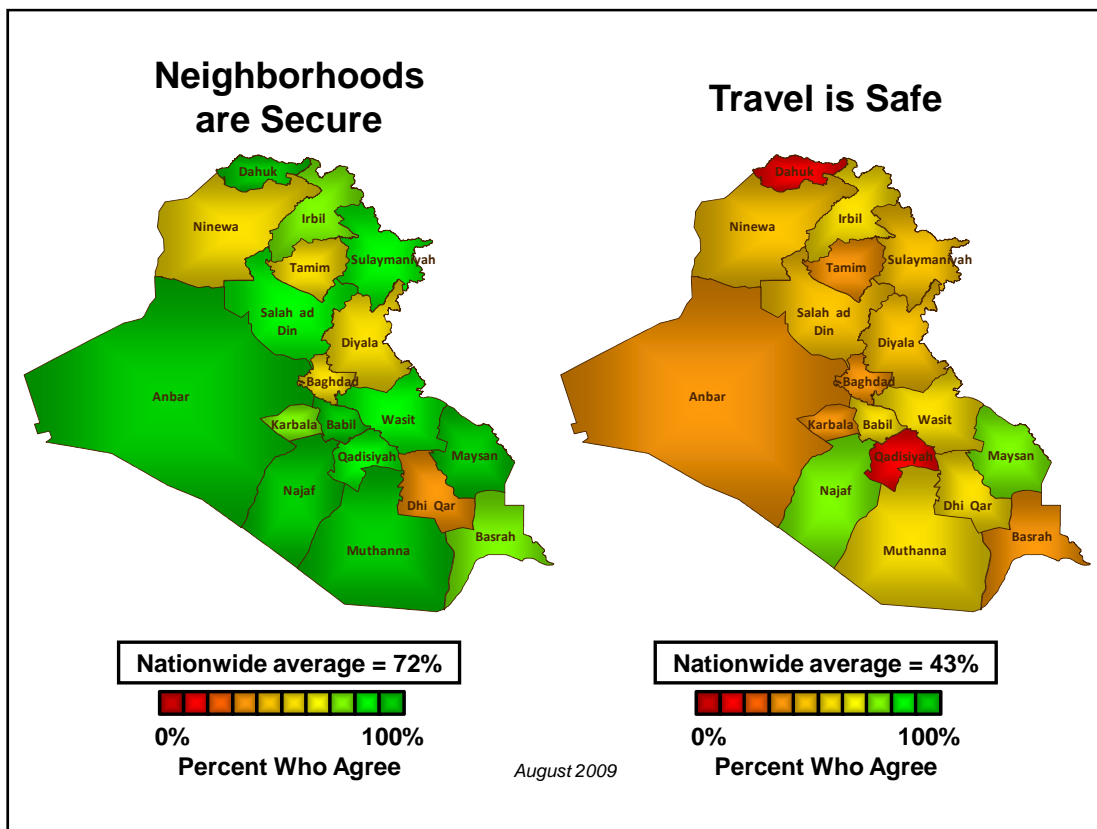 Neighborhoods
are Secure
Dahuk
Ninewa
Irbil
Tamim
Sulaymaniyah
Salah ad
Din
Diyala
Baghdad
Anbar
Karbala
Babil
Wasit
Qadisiyah
Maysan
Najaf
Dhi Qar
Muthanna
Basrah
Nationwide average = 72%
0%
100%
Percent Who Agree
Travel is Safe
Dahuk
Ninewa
Irbil
Tamim
Sulaymaniyah
Salah ad
Din
Diyala
Baghdad
Anbar
Karbala
Babil
Wasit
Qadisiyah
Maysan
Najaf
Dhi Qar
Muthanna
Basrah
Nationwide average = 43%
0%
100%
Percent Who Agree
August 2009